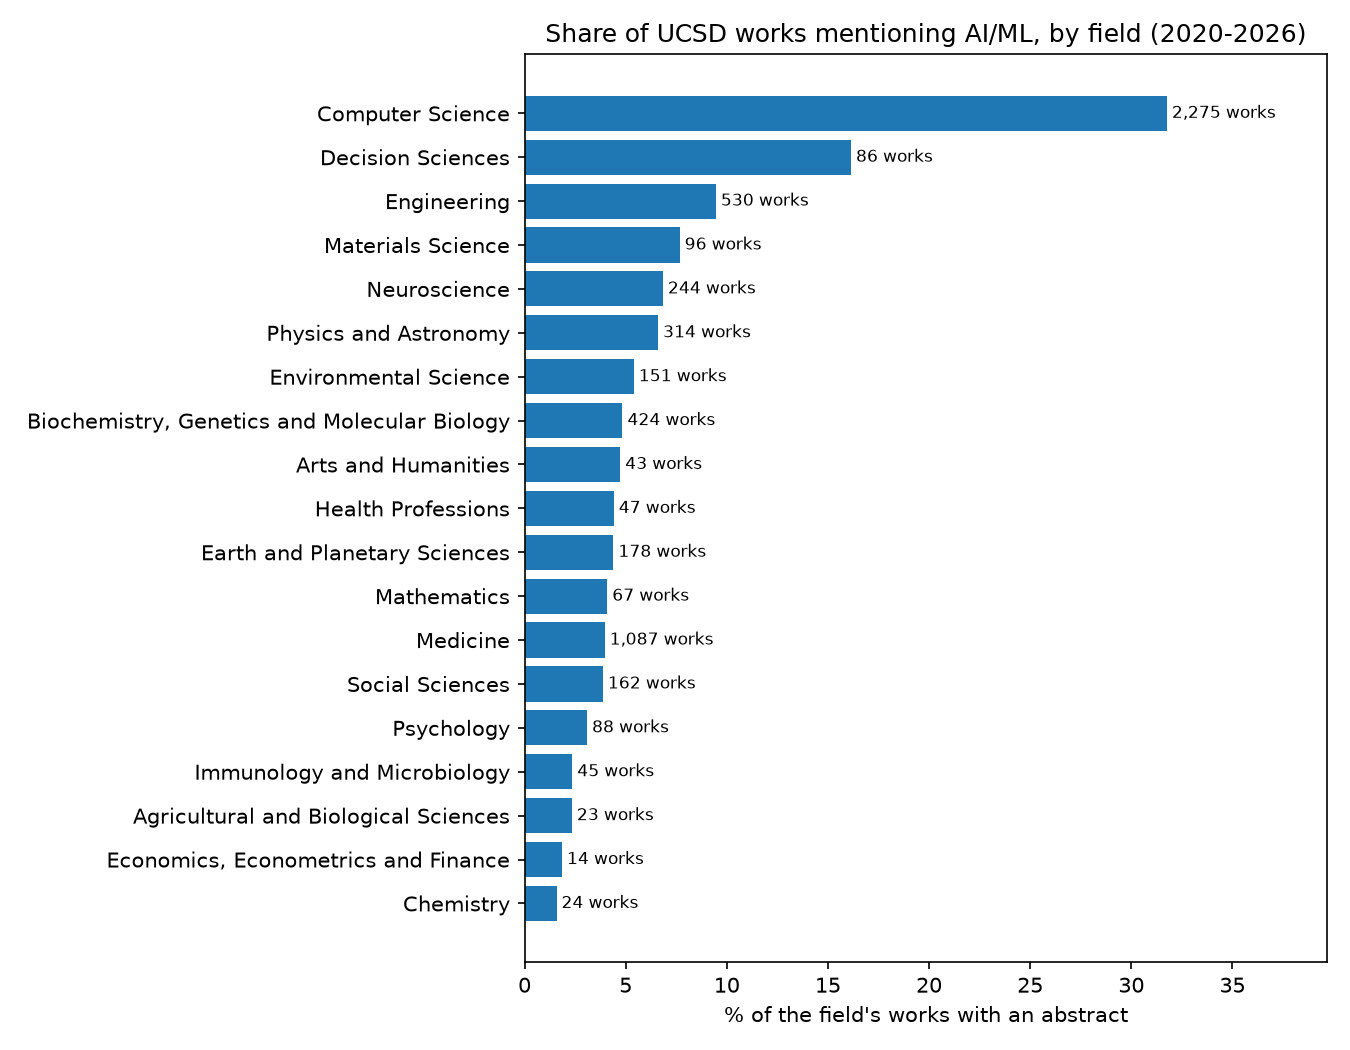 Share of UCSD works mentioning AI/ML, by field (2020-2026)
Computer Science 2,275 works
Decision Sciences 86 works
Engineering 530 works
Materials Science 96 works
Neuroscience 244 works
Physics and Astronomy 314 works
Environmental Science 151 works
Biochemistry, Genetics and Molecular Biology 424 works
Arts and Humanities 43 works
Health Professions 47 works
Earth and Planetary Sciences 178 works
Mathematics 67 works
Medicine 1,087 works
Social Sciences 162 works
Psychology 88 works
Immunology and Microbiology 45 works
Agricultural and Biological Sciences 23 works
Economics, Econometrics and Finance 14 works
Chemistry 24 works
0 5 10 15 20 25 30 35
% of the field's works with an abstract